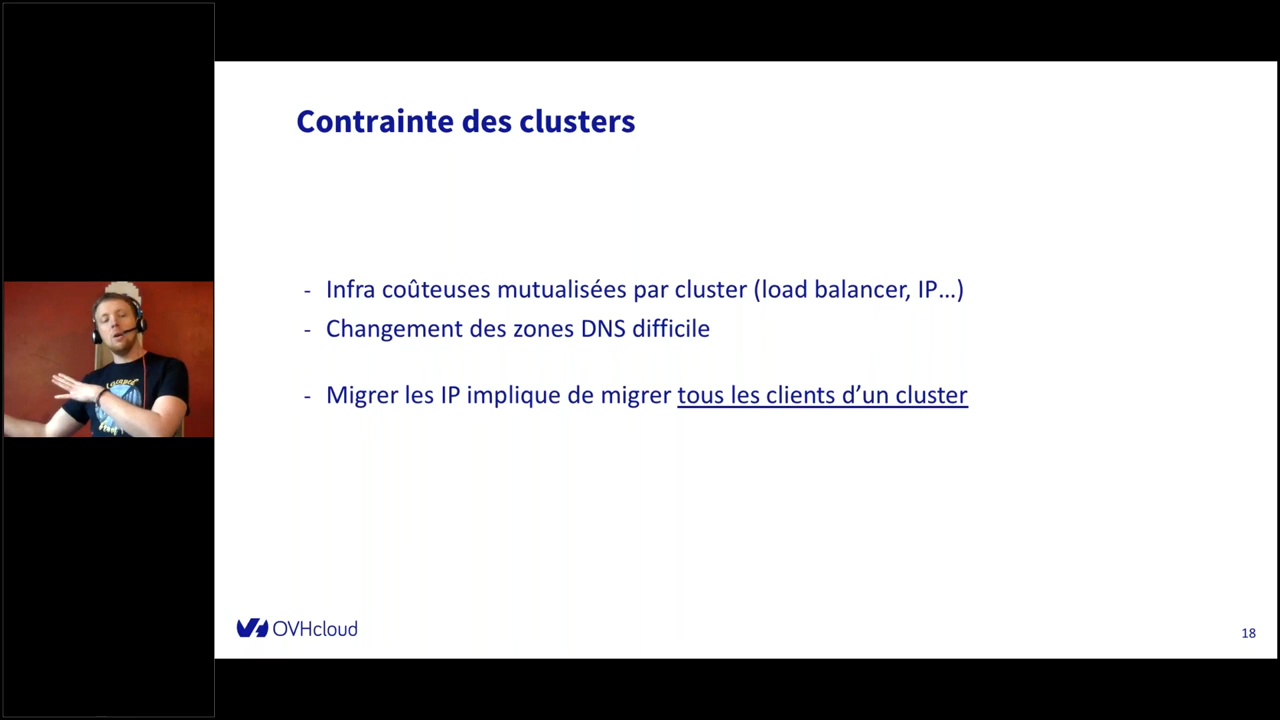 Contrainte des clusters
- Infra coûteuses mutualisées par cluster (load balancer, IP…)
- Changement des zones DNS difficile
- Migrer les IP implique de migrer tous les clients d’un cluster
OVHcloud
18